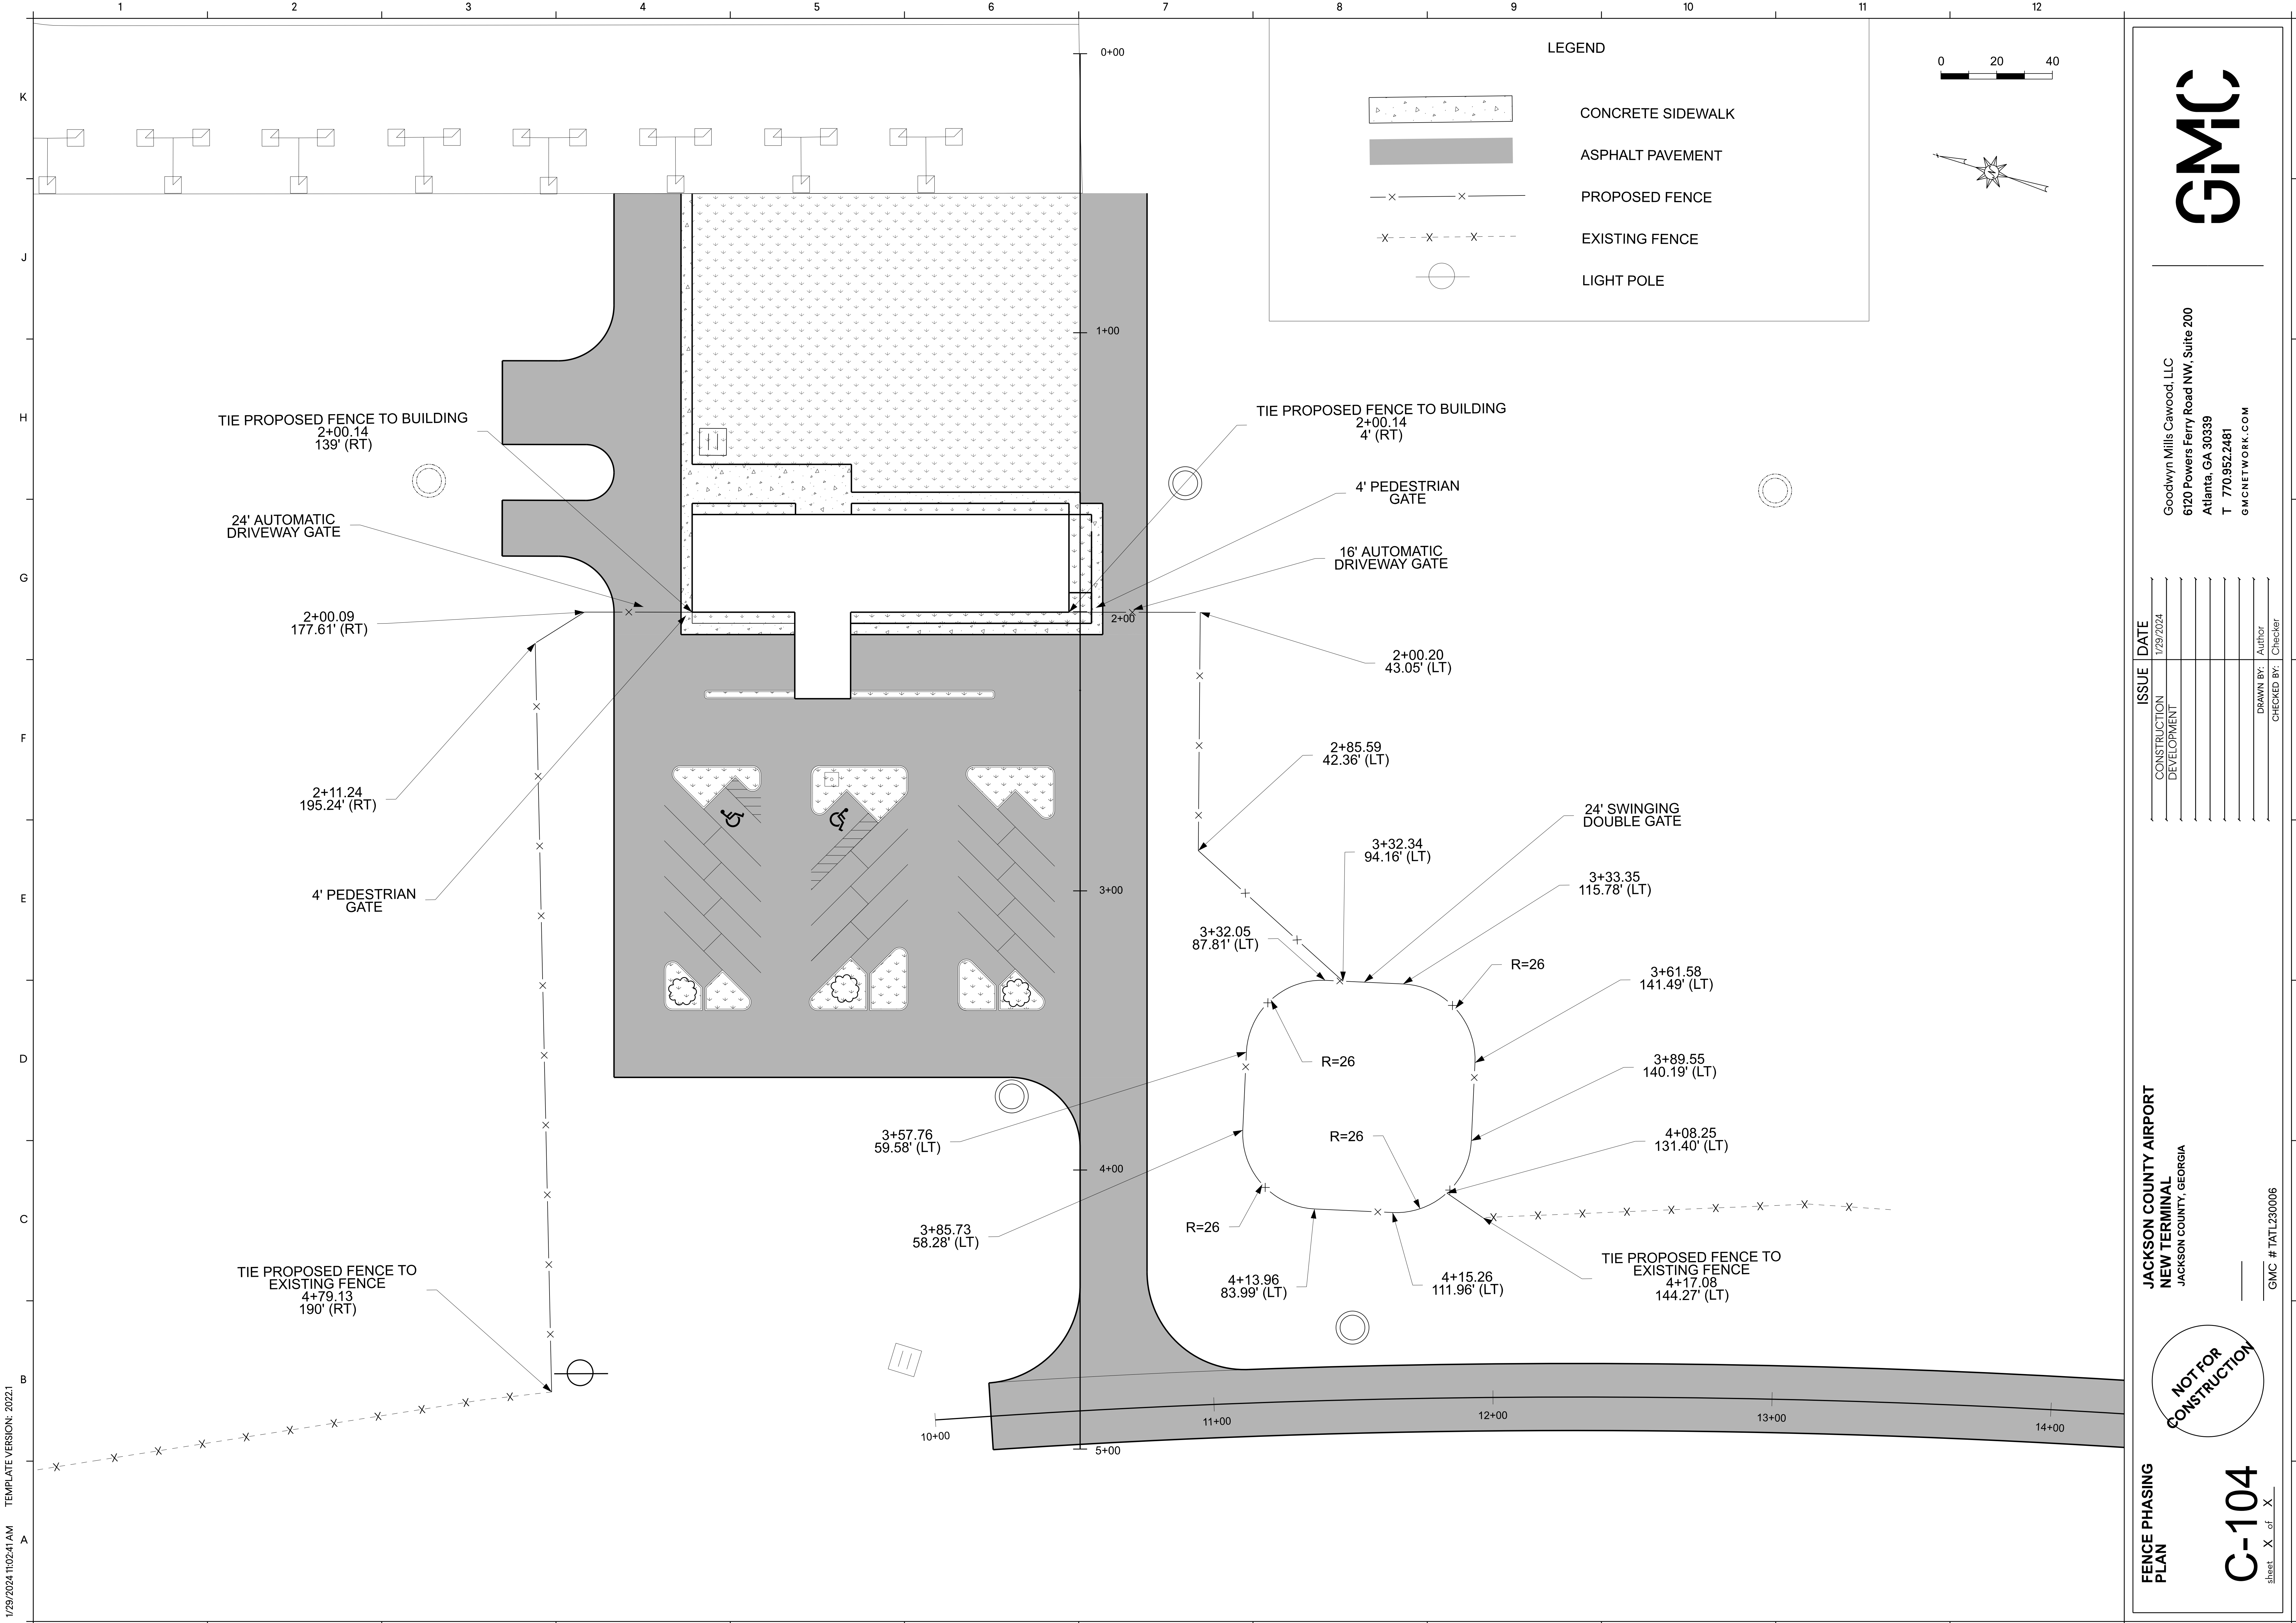 1 2 3 4 5 6 7 8 9 10 11 12
K
J
H
G
F
E
D
C
B
A
0+00
1+00
2+00
3+00
4+00
5+00
LEGEND
CONCRETE SIDEWALK
ASPHALT PAVEMENT
PROPOSED FENCE
EXISTING FENCE
LIGHT POLE
0 20 40
N
TIE PROPOSED FENCE TO BUILDING
2+00.14
139' (RT)
24' AUTOMATIC
DRIVEWAY GATE
2+00.09
177.61' (RT)
2+11.24
195.24' (RT)
4' PEDESTRIAN
GATE
TIE PROPOSED FENCE TO
EXISTING FENCE
4+79.13
190' (RT)
TIE PROPOSED FENCE TO BUILDING
2+00.14
4' (RT)
4' PEDESTRIAN
GATE
16' AUTOMATIC
DRIVEWAY GATE
2+00.20
43.05' (LT)
2+85.59
42.36' (LT)
24' SWINGING
DOUBLE GATE
3+32.34
94.16' (LT)
3+33.35
115.78' (LT)
3+32.05
87.81' (LT)
R=26
3+61.58
141.49' (LT)
R=26
3+89.55
140.19' (LT)
3+57.76
59.58' (LT)
R=26
4+08.25
131.40' (LT)
3+85.73
58.28' (LT)
R=26
TIE PROPOSED FENCE TO
EXISTING FENCE
4+17.08
144.27' (LT)
4+13.96
83.99' (LT)
4+15.26
111.96' (LT)
10+00
11+00
12+00
13+00
14+00
GMC
Goodwyn Mills Cawood, LLC
6120 Powers Ferry Road NW, Suite 200
Atlanta, GA 30339
T 770.952.2481
GMCNETWORK.COM
ISSUE DATE
CONSTRUCTION 1/29/2024
DEVELOPMENT
DRAWN BY: Author
CHECKED BY: Checker
JACKSON COUNTY AIRPORT
NEW TERMINAL
JACKSON COUNTY, GEORGIA
GMC # TATL230006
NOT FOR
CONSTRUCTION
FENCE PHASING
PLAN
C-104
sheet X of X
1/29/2024 11:02:41 AM TEMPLATE VERSION: 2022.1